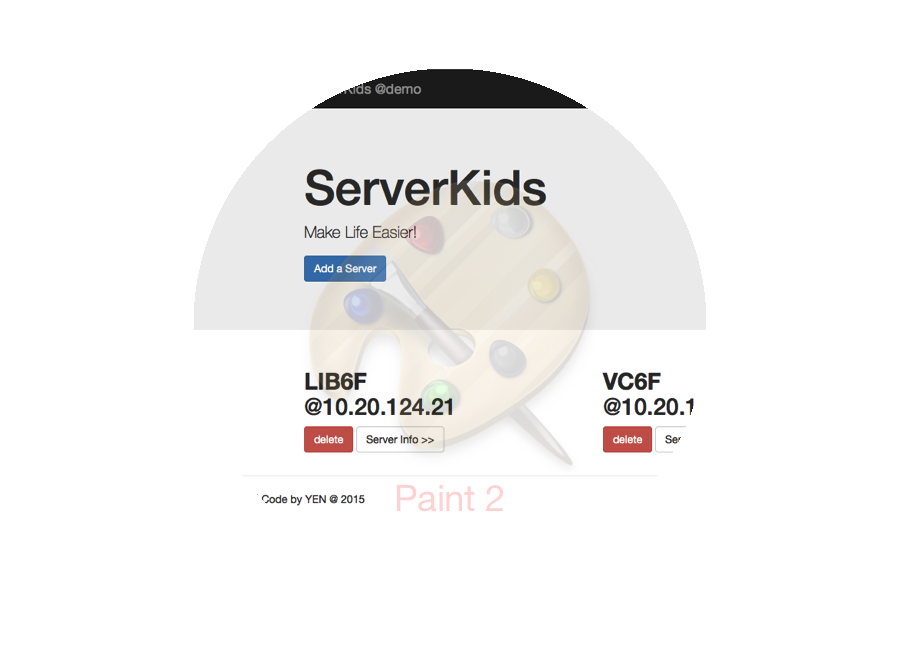 Kids @demo
ServerKids
Make Life Easier!
Add a Server
LIB6F
@10.20.124.21
delete
Server Info >>
VC6F
@10.20.1
delete
Code by YEN @ 2015
Paint 2